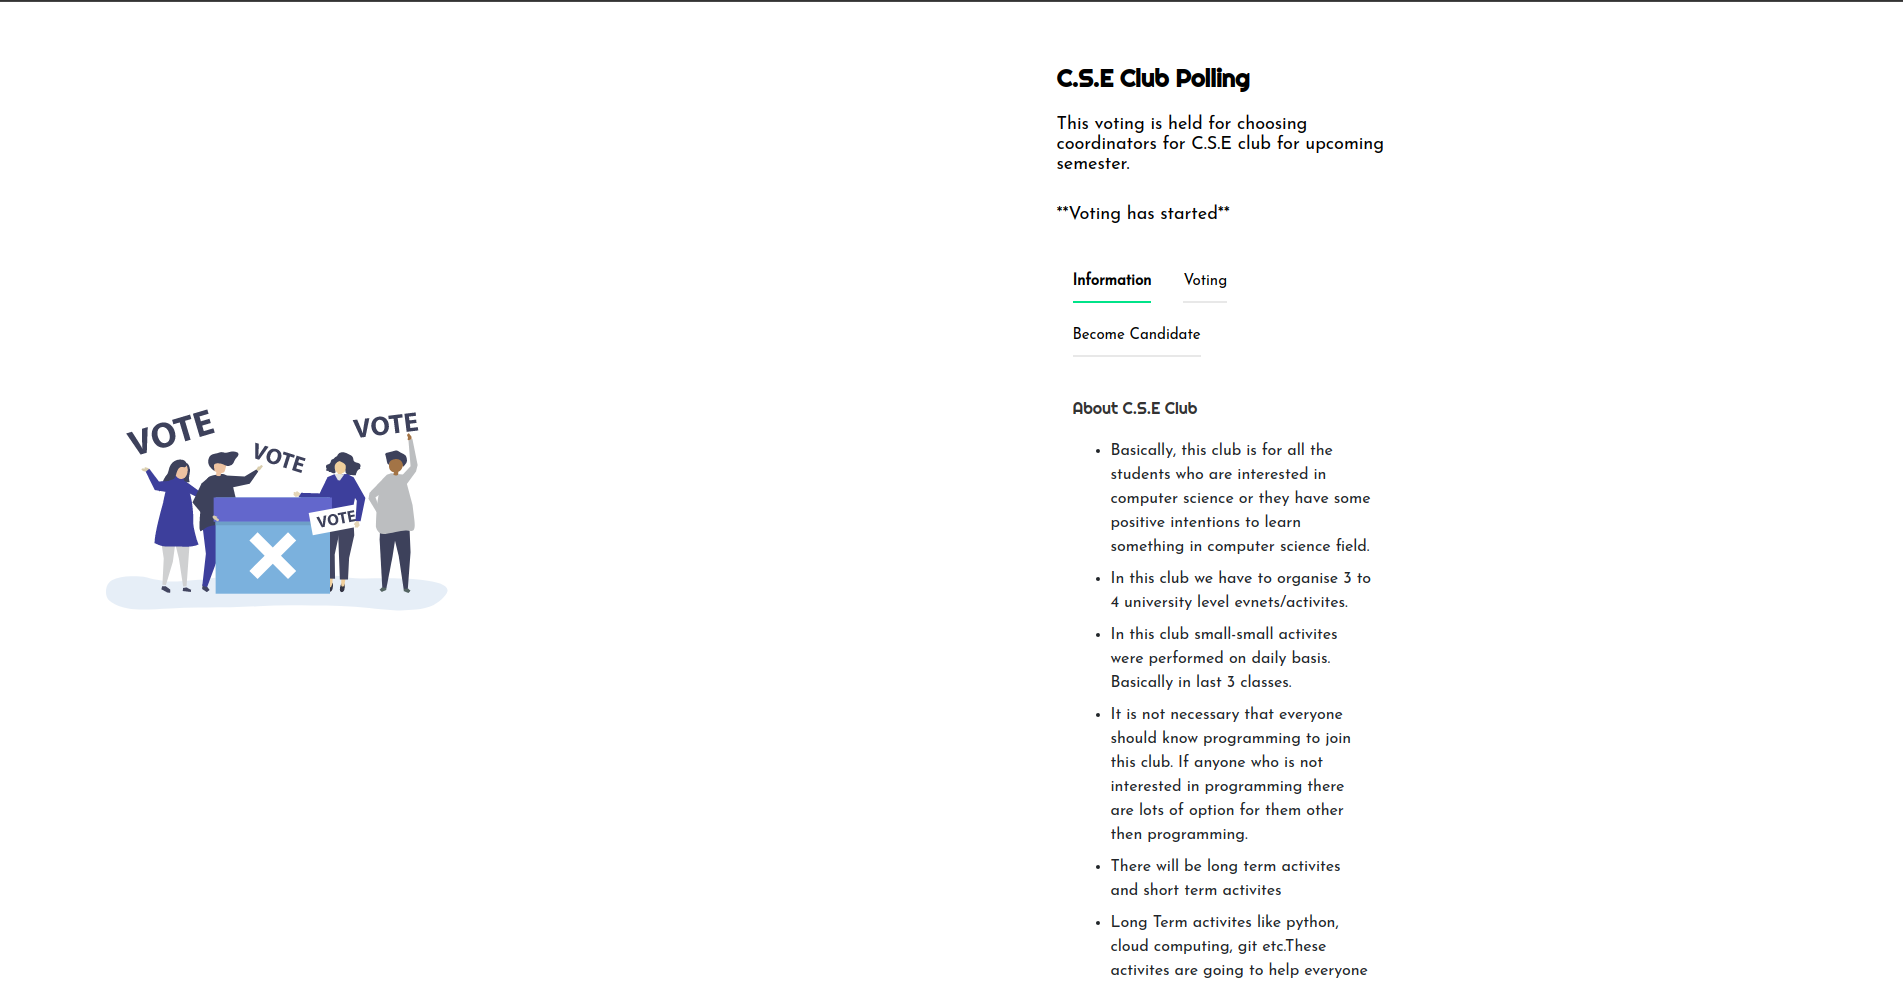 C.S.E Club Polling
This voting is held for choosing
coordinators for C.S.E club for upcoming
semester.
**Voting has started**
Information
Voting
Become Candidate
About C.S.E Club
VOTE
VOTE
VOTE
VOTE
• Basically, this club is for all the
students who are interested in
computer science or they have some
positive intentions to learn
something in computer science field.
• In this club we have to organise 3 to
4 university level evnets/activites.
• In this club small-small activites
were performed on daily basis.
Basically in last 3 classes.
• It is not necessary that everyone
should know programming to join
this club. If anyone who is not
interested in programming there
are lots of option for them other
then programming.
• There will be long term activites
and short term activites
• Long Term activites like python,
cloud computing, git etc.These
activites are going to help everyone